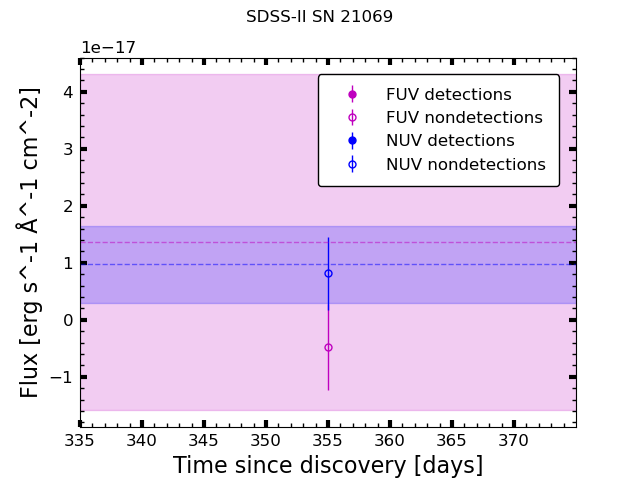 SDSS-II SN 21069
1e−17
FUV detections
FUV nondetections
NUV detections
NUV nondetections
4
3
2
1
0
−1
Flux [erg s^-1 Å^-1 cm^-2]
335 340 345 350 355 360 365 370
Time since discovery [days]